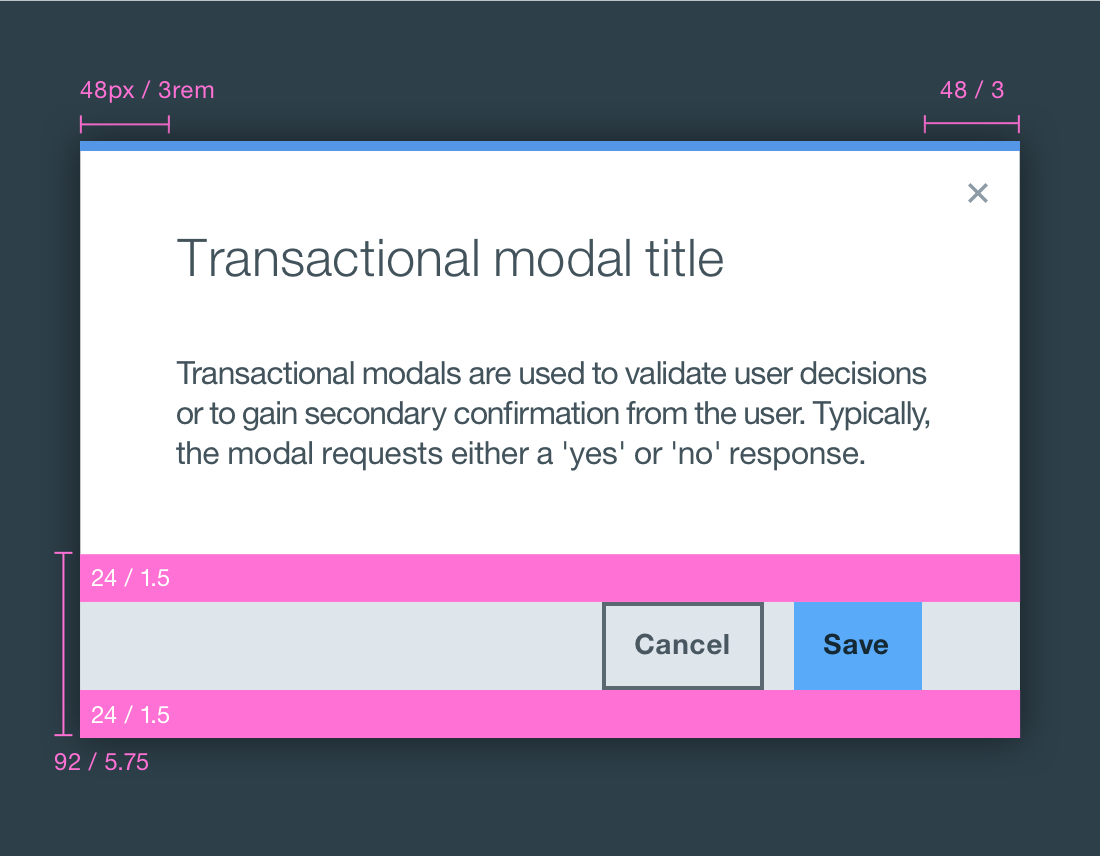 48px / 3rem
48 / 3
Transactional modal title
Transactional modals are used to validate user decisions
or to gain secondary confirmation from the user. Typically,
the modal requests either a 'yes' or 'no' response.
24 / 1.5
Cancel
Save
24 / 1.5
92 / 5.75